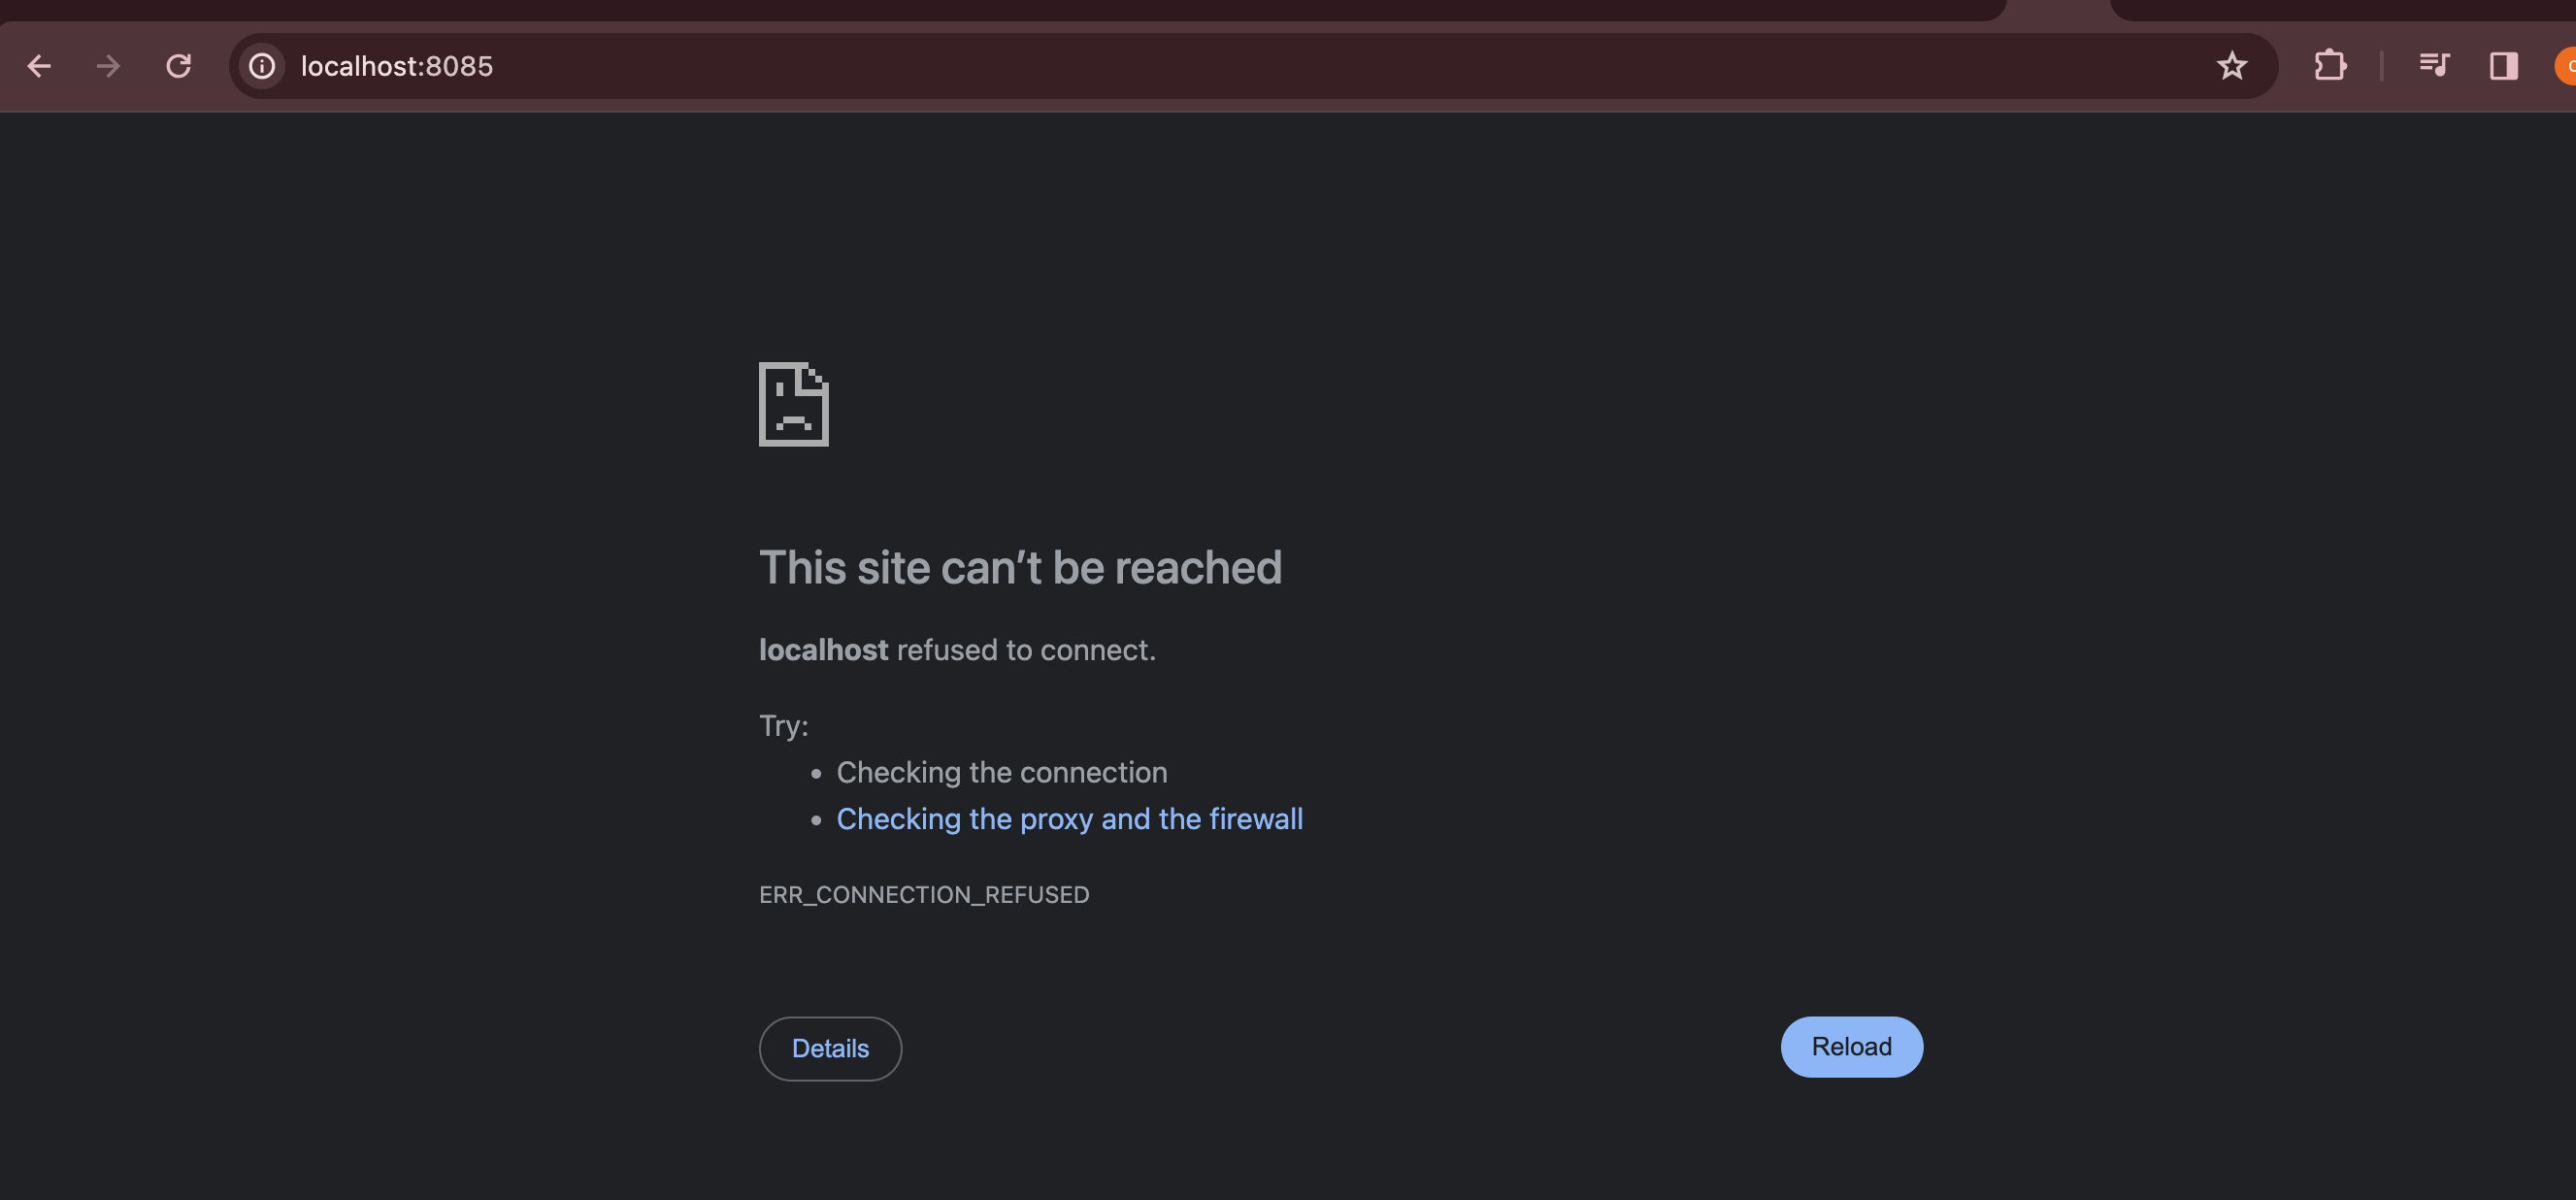 localhost:8085
This site can’t be reached
localhost refused to connect.
Try:
• Checking the connection
• Checking the proxy and the firewall
ERR_CONNECTION_REFUSED
Details
Reload